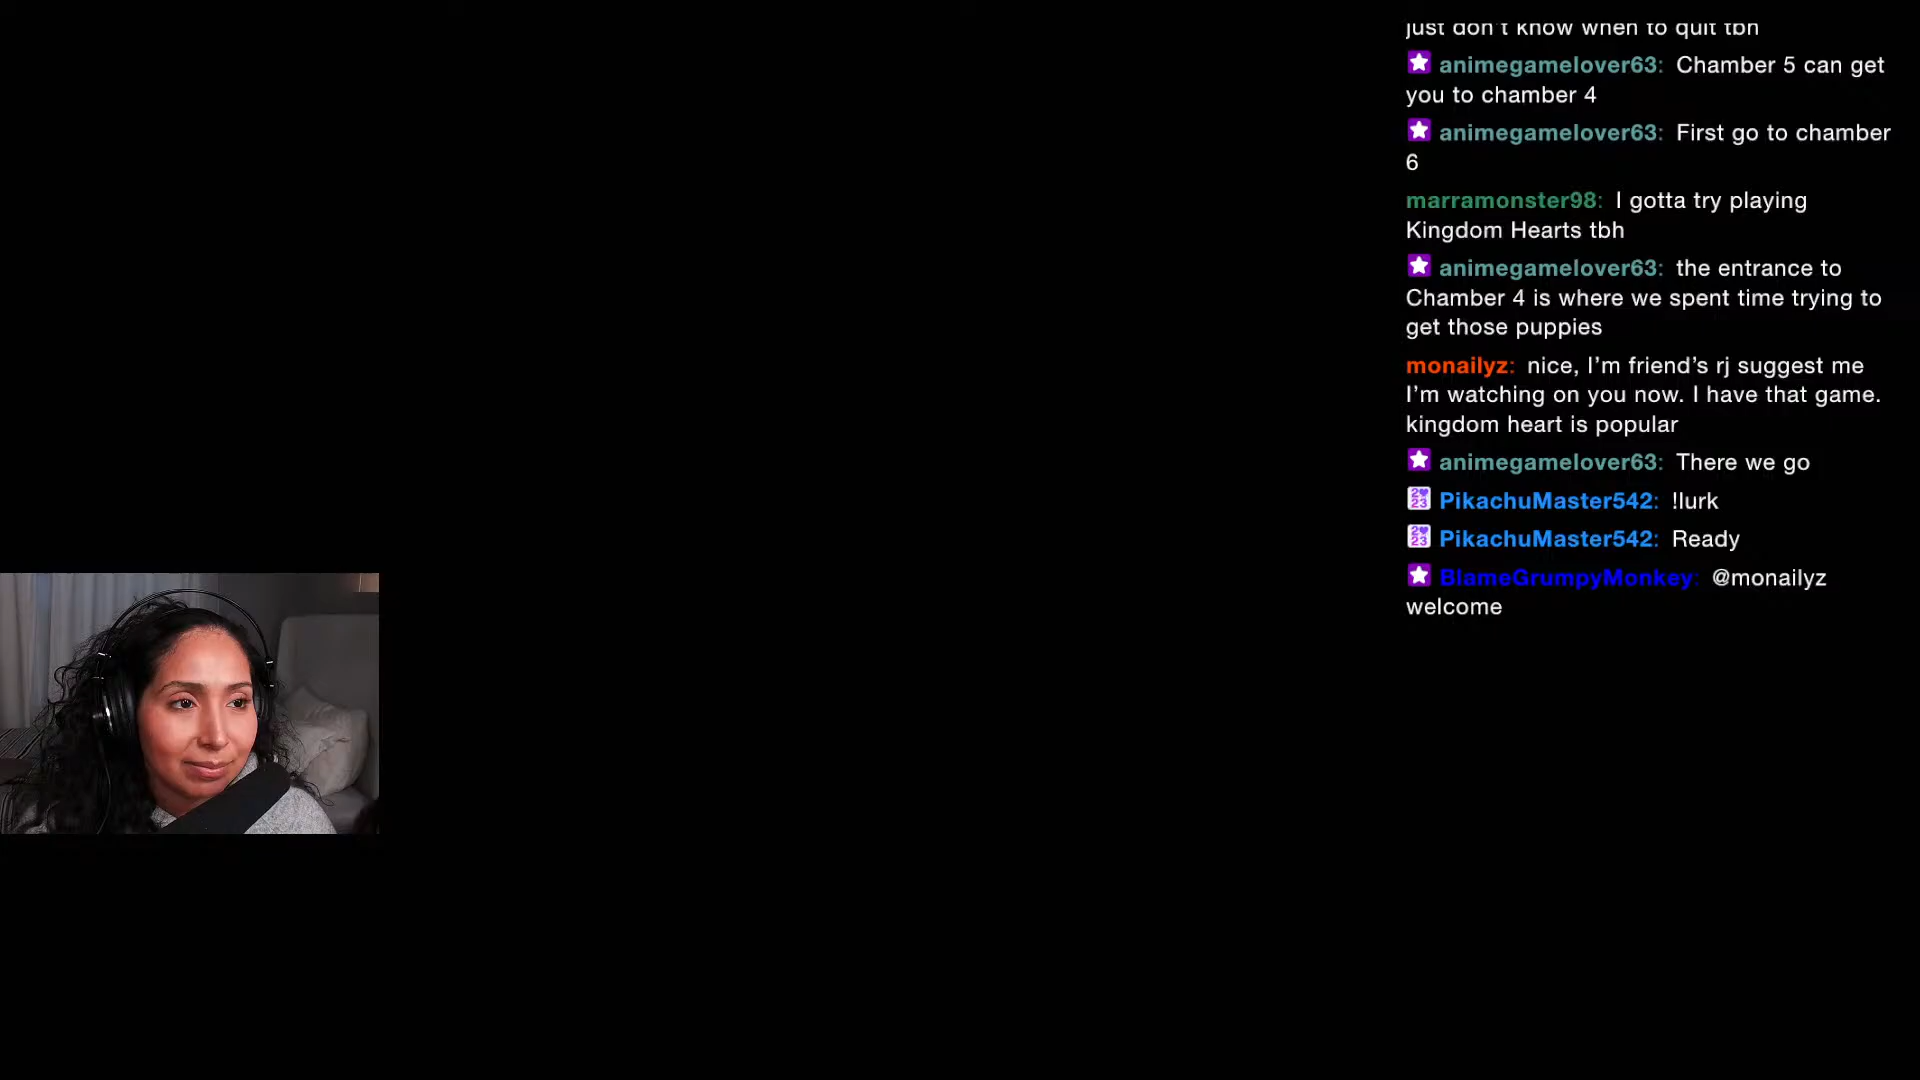 just don't know when to quit tbh
animegamelover63: Chamber 5 can get
you to chamber 4
animegamelover63: First go to chamber
6
marramonster98: I gotta try playing
Kingdom Hearts tbh
animegamelover63: the entrance to
Chamber 4 is where we spent time trying to
get those puppies
monailyz: nice, I’m friend’s rj suggest me
I’m watching on you now. I have that game.
kingdom heart is popular
animegamelover63: There we go
2023 PikachuMaster542: !lurk
2023 PikachuMaster542: Ready
BlameGrumpyMonkey: @monailyz
welcome